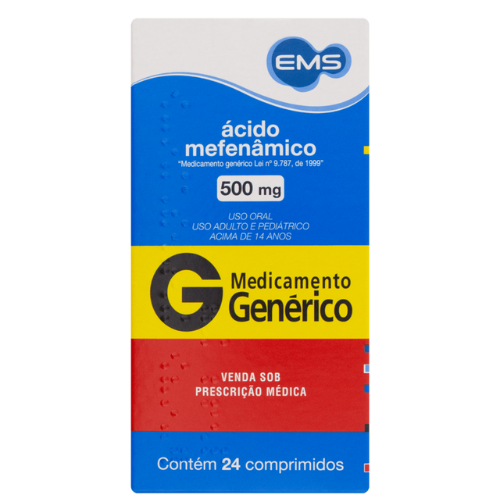 EMS
ácido
mefenâmico
"Medicamento genérico Lei nº 9.787, de 1999"
500 mg
USO ORAL
USO ADULTO E PEDIÁTRICO
ACIMA DE 14 ANOS
G Medicamento
Genérico
VENDA SOB
PRESCRIÇÃO MÉDICA
Contém 24 comprimidos